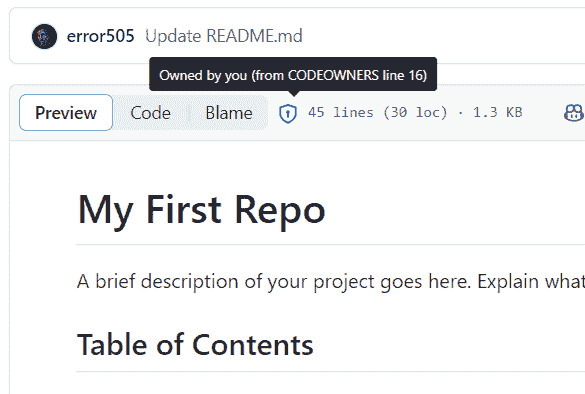 error505 Update README.md
Owned by you (from CODEOWNERS line 16)
Preview Code Blame 45 lines (30 loc) · 1.3 KB
My First Repo
A brief description of your project goes here. Explain what
Table of Contents